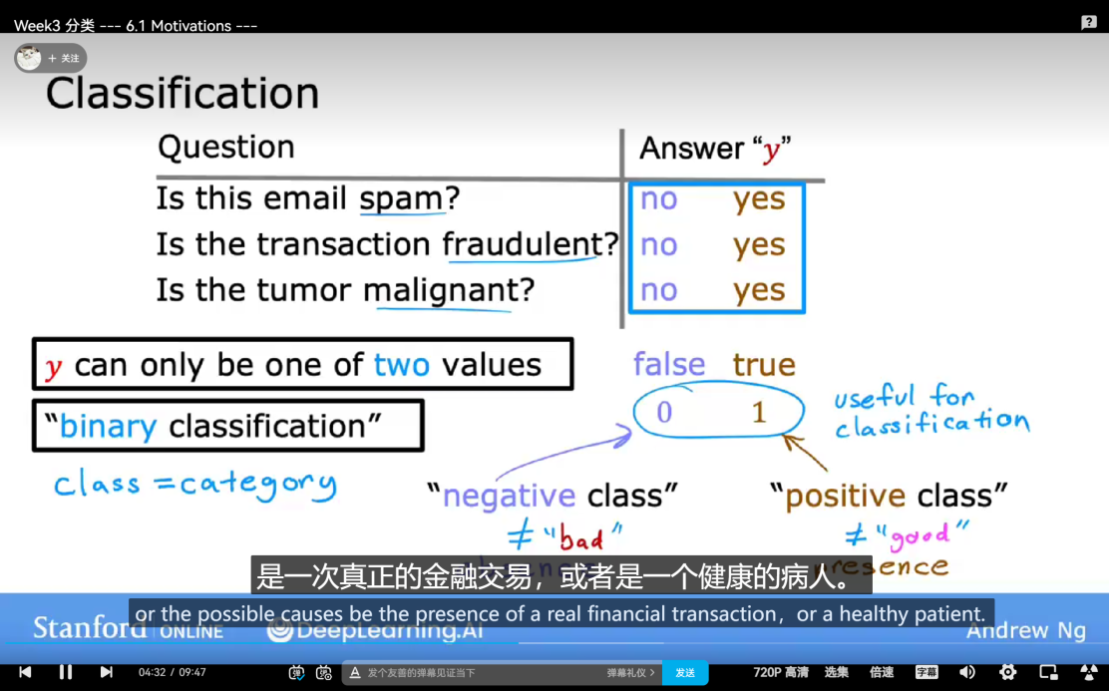 Week3 分类 --- 6.1 Motivations ---
+ 关注
Classification
Question Answer “y”
Is this email spam? no yes
Is the transaction fraudulent? no yes
Is the tumor malignant? no yes
y can only be one of two values
false true
“binary classification”
0 1
useful for
classification
class = category
“negative class” “positive class”
≠ “bad” ≠ “good”
presence
是一次真正的金融交易，或者是一个健康的病人。
or the possible causes be the presence of a real financial transaction, or a healthy patient.
Stanford ONLINE DeepLearning.AI Andrew Ng
04:32 / 09:47 发个友善的弹幕见证当下 弹幕礼仪 > 发送 720P 高清 选集 倍速 字幕